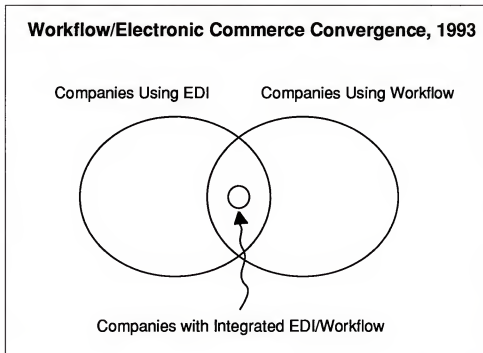 Workflow/Electronic Commerce Convergence, 1993
Companies Using EDI
Companies Using Workflow
Companies with Integrated EDI/Workflow